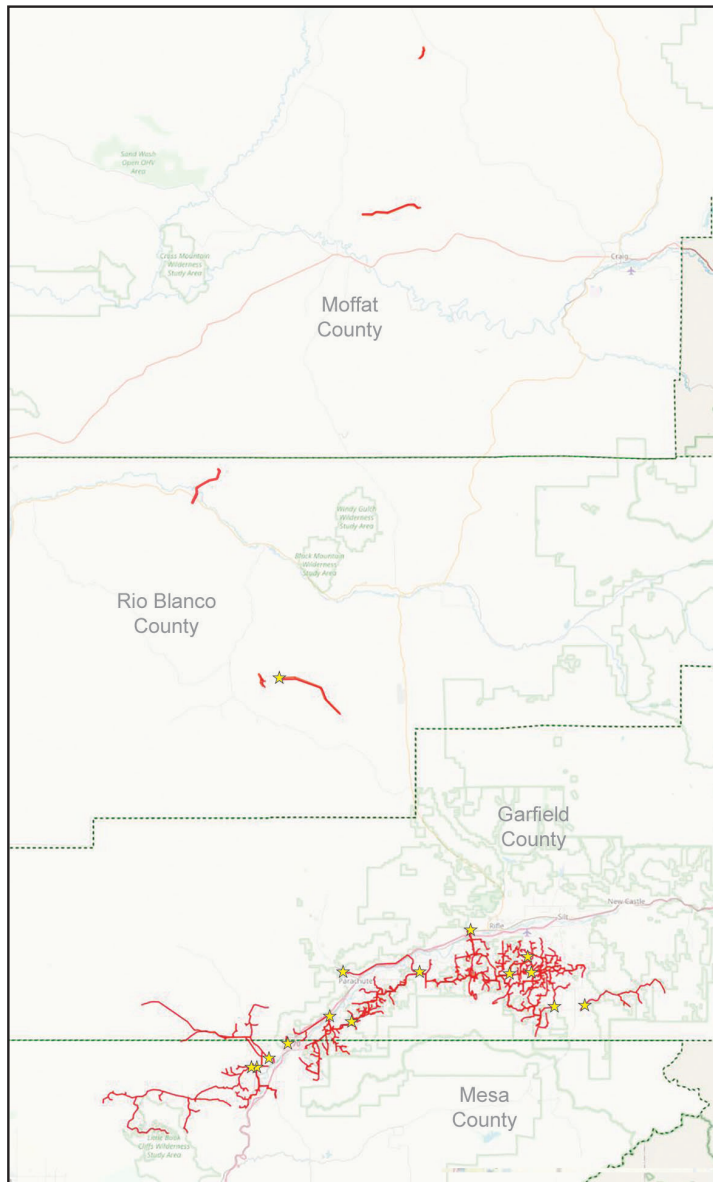 Sand Wash
Open OHV
Area
Cross Mountain
Wilderness
Study Area
Craig
Moffat
County
Windy Gulch
Wilderness
Study Area
Black Mountain
Wilderness
Study Area
Rio Blanco
County
Garfield
County
New Castle
Silt
Rifle
Parachute
Mesa
County
Little Book
Cliffs Wilderness
Study Area